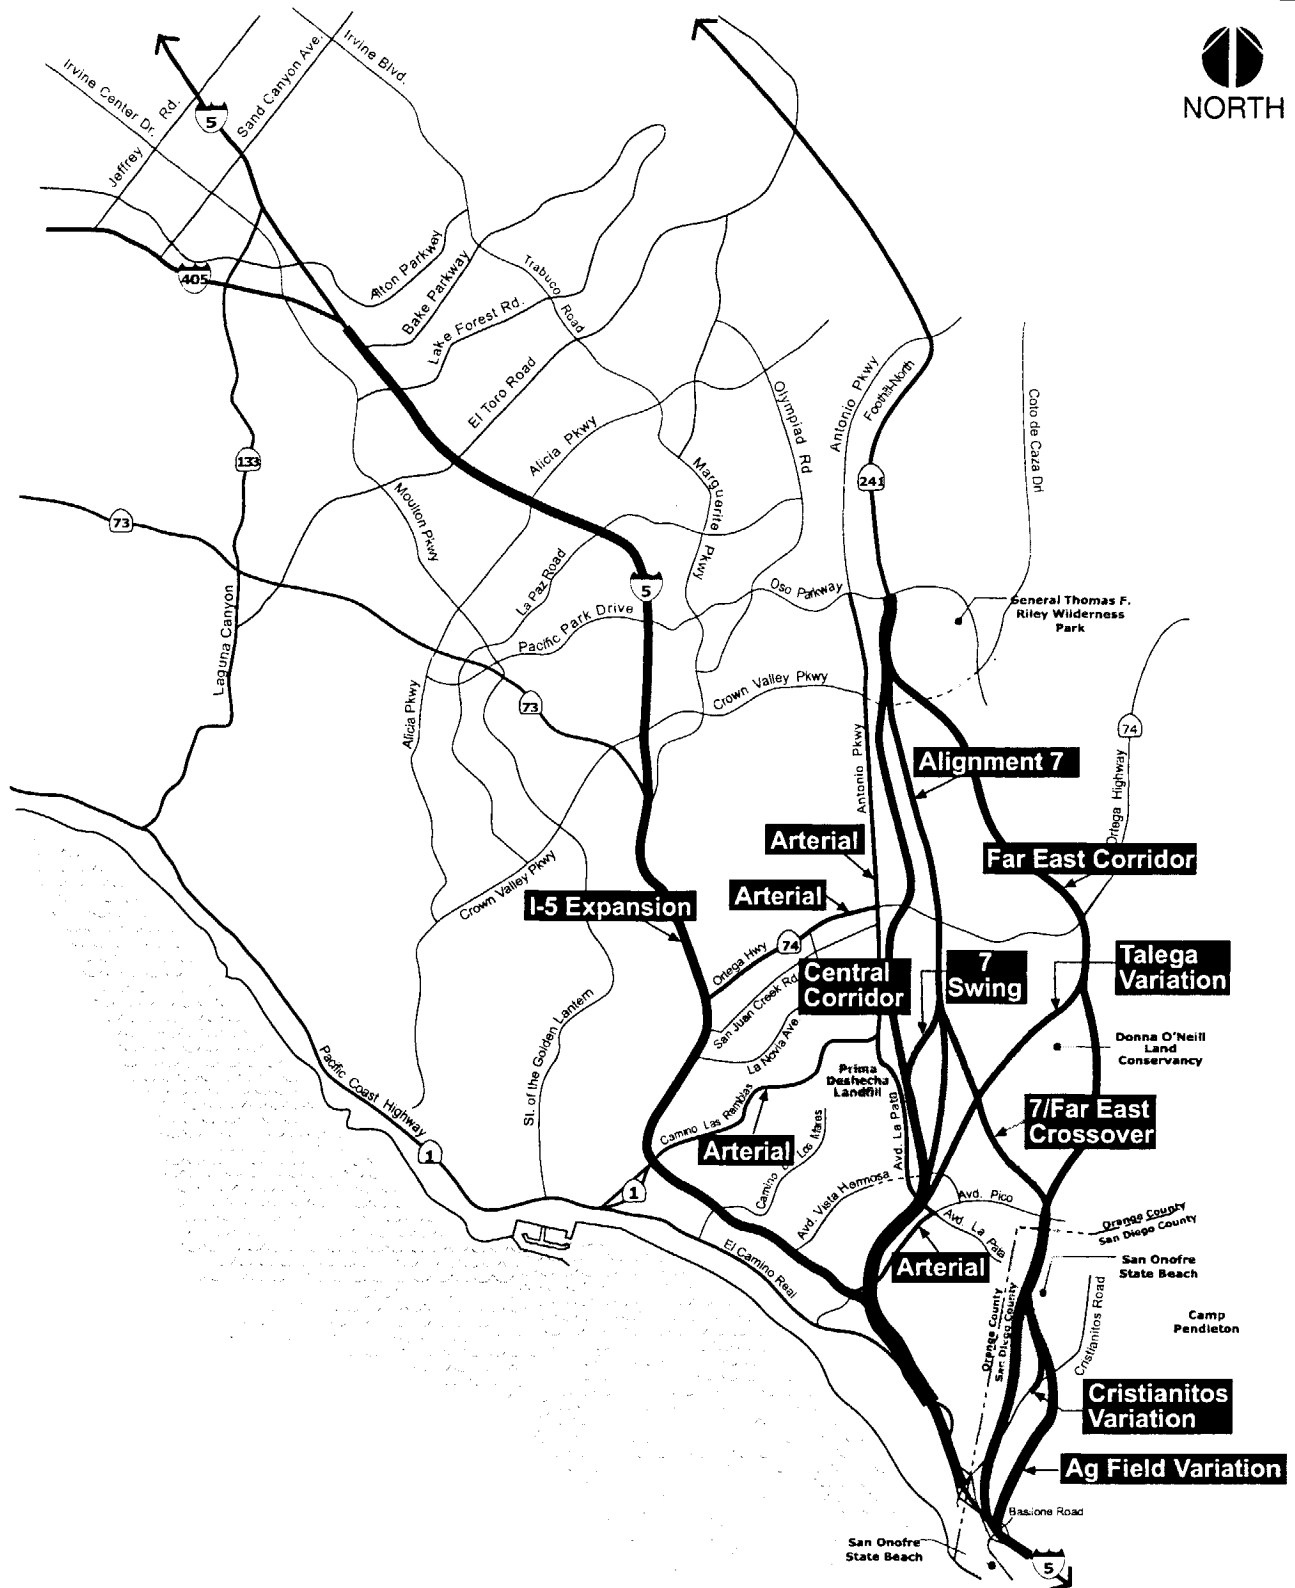 NORTH
Irvine Blvd.
Sand Canyon Ave.
Irvine Center Dr.
Jeffrey Rd.
5
405
Alton Parkway
Bake Parkway
Trabuco Road
Lake Forest Rd.
El Toro Road
Alicia Pkwy
Olympiad Rd
Antonio Pkwy
Foothill-North
Coto de Caza Dri
133
241
73
Moulton Pkwy
Marguerite Pkwy
La Paz Road
5
Oso Parkway
General Thomas F.
Riley Wilderness
Park
Pacific Park Drive
Laguna Canyon
Crown Valley Pkwy
73
Alicia Pkwy
74
Antonio Pkwy
Ortega Highway
Alignment 7
Arterial
Far East Corridor
Arterial
Crown Valley Pkwy
I-5 Expansion
74
Ortega Hwy
Central
Corridor
7
Swing
Talega
Variation
San Juan Creek Rd.
St. of the Golden Lantern
La Novia Ave
Donna O'Neill
Land
Conservancy
Prima
Deshecha
Landfill
Pacific Coast Highway
Camino Las Ramblas
Avd. La Pata
7/Far East
Crossover
1
Arterial
Camino Los Mares
1
Avd. Vista Hermosa
Avd. Pico
Avd. La Pata
Orange County
San Diego County
El Camino Real
Arterial
San Onofre
State Beach
Orange County
San Diego County
Cristianitos Road
Camp
Pendleton
Cristianitos
Variation
Ag Field Variation
Basilone Road
San Onofre
State Beach
5